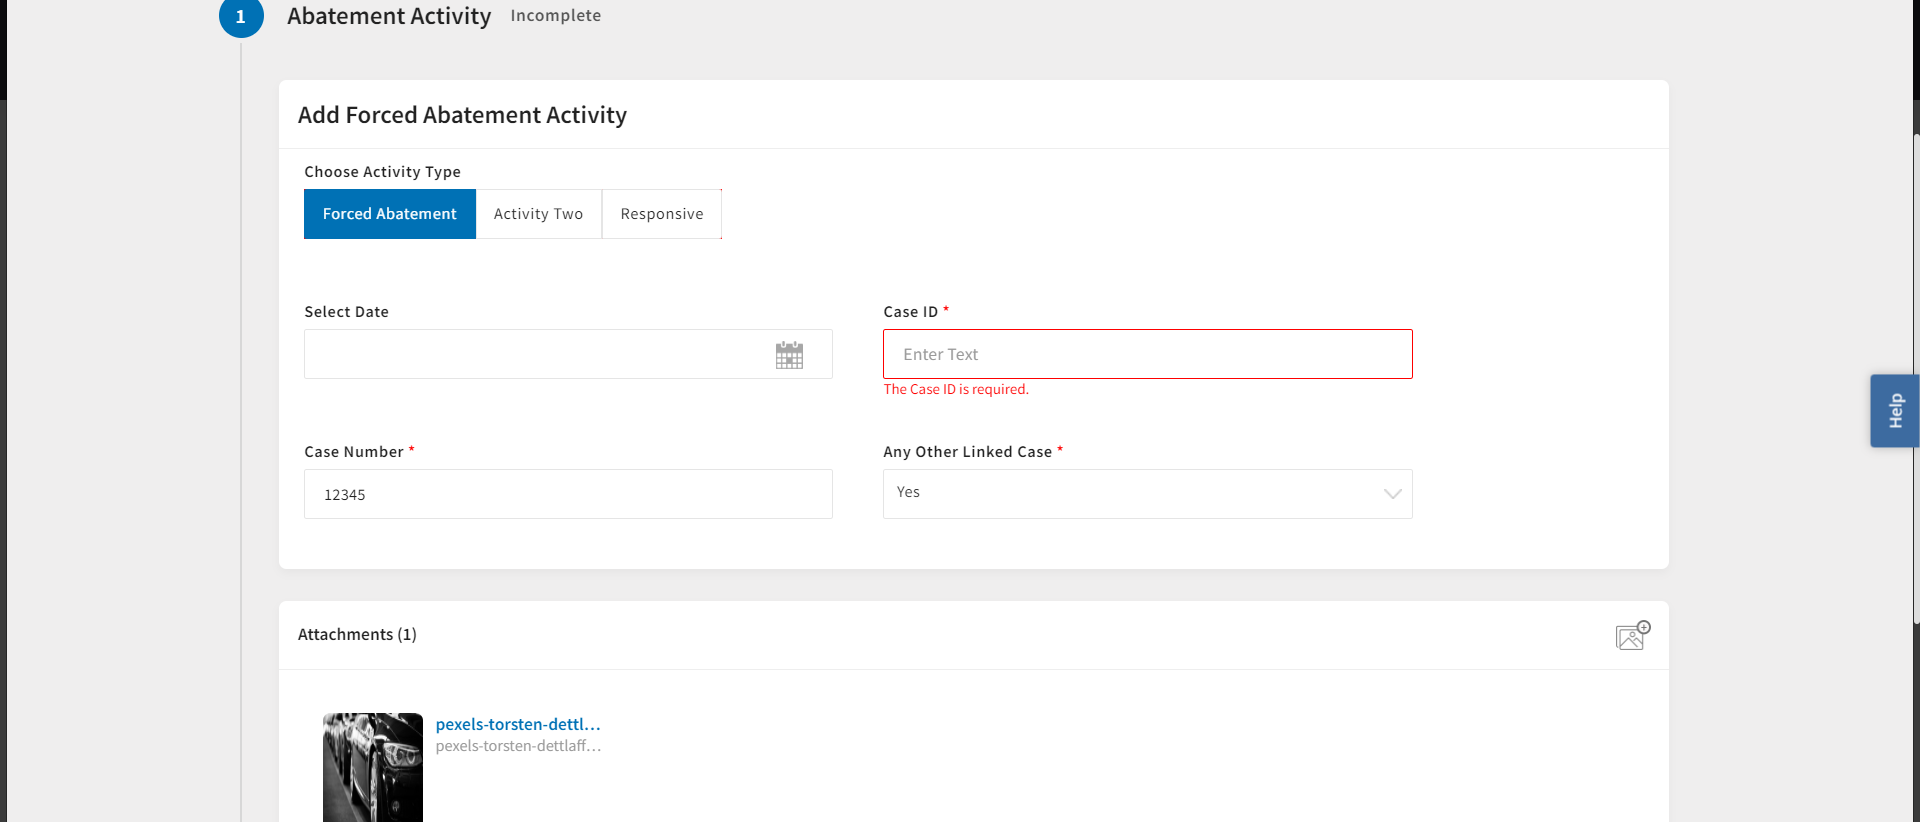 1 Abatement Activity Incomplete
Add Forced Abatement Activity
Choose Activity Type
Forced Abatement Activity Two Responsive
Select Date Case ID *
Enter Text
The Case ID is required.
Case Number * Any Other Linked Case *
12345 Yes
Help
Attachments (1)
pexels-torsten-dettl...
pexels-torsten-dettlaff...